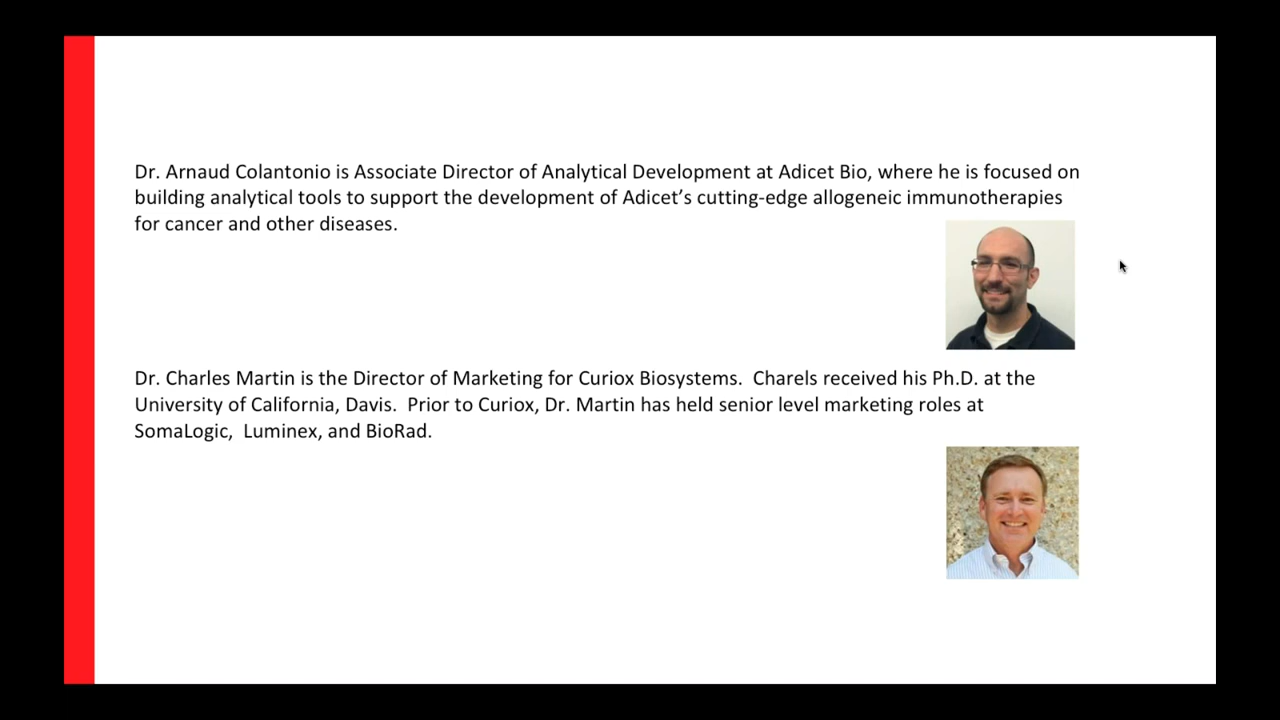 Dr. Arnaud Colantonio is Associate Director of Analytical Development at Adicet Bio, where he is focused on
building analytical tools to support the development of Adicet’s cutting-edge allogeneic immunotherapies
for cancer and other diseases.
Dr. Charles Martin is the Director of Marketing for Curiox Biosystems.  Charels received his Ph.D. at the
University of California, Davis.  Prior to Curiox, Dr. Martin has held senior level marketing roles at
SomaLogic,  Luminex, and BioRad.